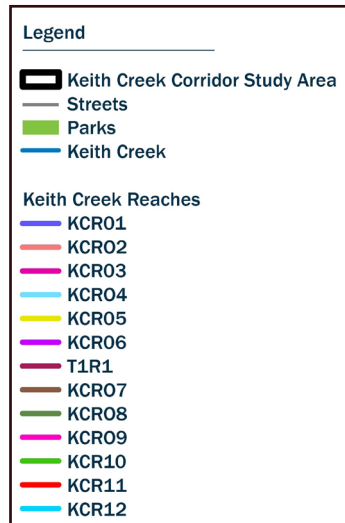 Legend
Keith Creek Corridor Study Area
Streets
Parks
Keith Creek
Keith Creek Reaches
KCR01
KCR02
KCR03
KCR04
KCR05
KCR06
T1R1
KCR07
KCR08
KCR09
KCR10
KCR11
KCR12